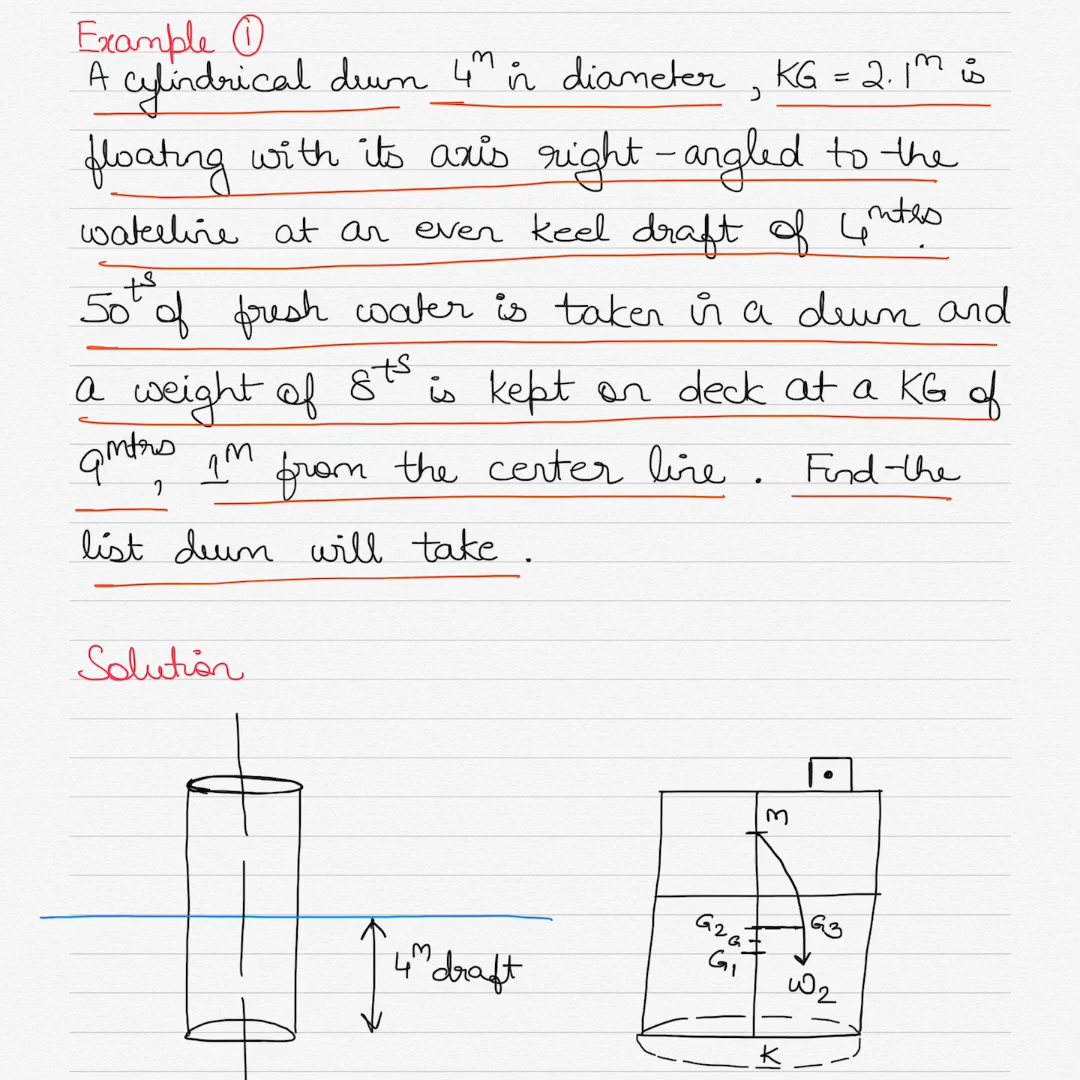 Example ①
A cylindrical drum 4ᵐ in diameter , KG = 2.1ᵐ is
floating with its axis right-angled to the
waterline at an even keel draft of 4ᵐᵗʳˢ.
50ᵗˢ of fresh water is taken in a drum and
a weight of 8ᵗˢ is kept on deck at a KG of
9ᵐᵗʳˢ, 1ᴹ from the center line . Find the
list drum will take .
Solution
M
G2 G3
G
G1
4ᴹ draft
W2
K